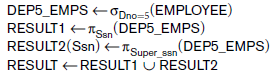 DEP5_EMPS ← σDno=5(EMPLOYEE)
RESULT1 ← πSsn(DEP5_EMPS)
RESULT2(Ssn) ← πSuper_ssn(DEP5_EMPS)
RESULT ← RESULT1 ∪ RESULT2